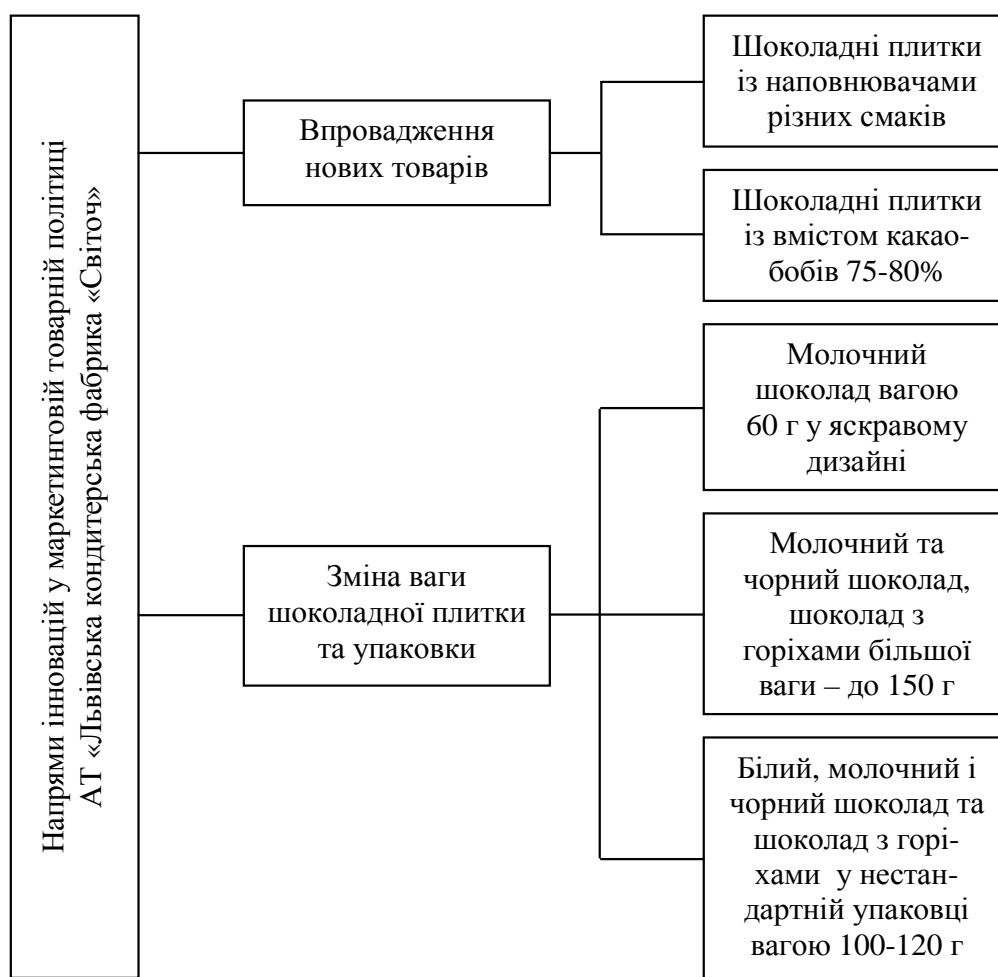 Напрями інновацій у маркетинговій товарній політиці
АТ «Львівська кондитерська фабрика «Світоч»
Впровадження
нових товарів
Шоколадні плитки
із наповнювачами
різних смаків
Шоколадні плитки
із вмістом какао-
бобів 75-80%
Зміна ваги
шоколадної плитки
та упаковки
Молочний
шоколад вагою
60 г у яскравому
дизайні
Молочний та
чорний шоколад,
шоколад з
горіхами більшої
ваги – до 150 г
Білий, молочний і
чорний шоколад та
шоколад з горі-
хами у нестан-
дартній упаковці
вагою 100-120 г